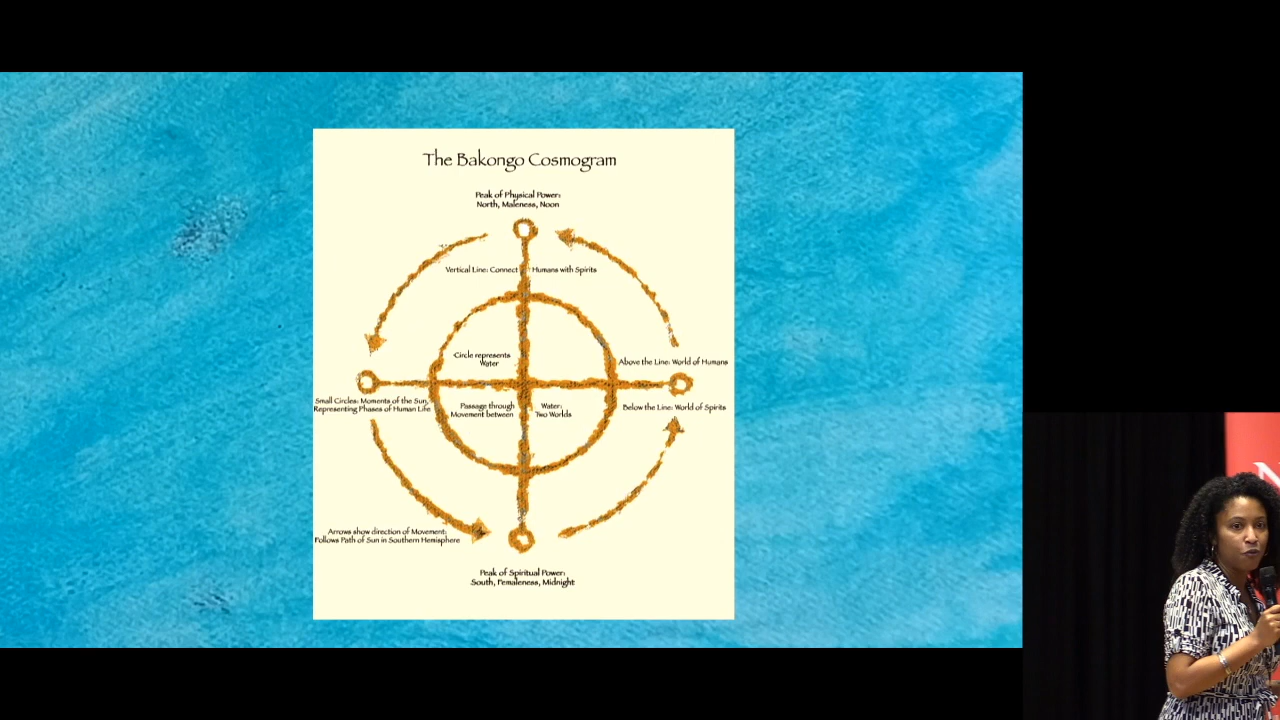 The Bakongo Cosmogram
Peak of Physical Power:
North, Maleness, Noon
Vertical Line: Connect Humans with Spirits
Circle represents
Water
Above the Line: World of Humans
Small Circles: Moments of the Sun,
Representing Phases of Human Life
Passage through Water:
Movement between Two Worlds
Below the Line: World of Spirits
Arrows show direction of Movement:
Follows Path of Sun in Southern Hemisphere
Peak of Spiritual Power:
South, Femaleness, Midnight